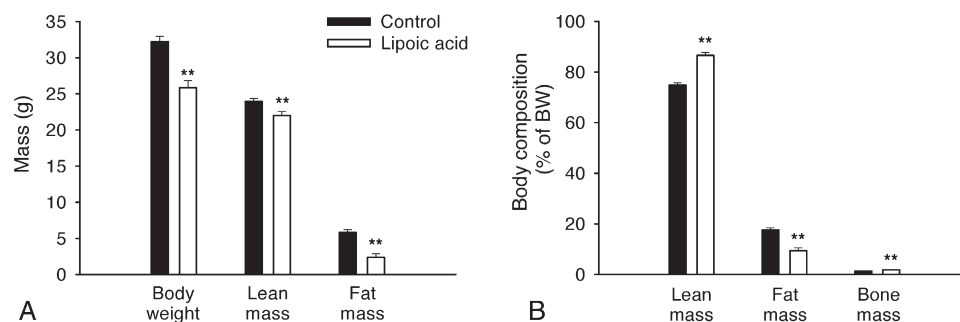 35
30
25
20
15
10
5
0
Mass (g)
Control
Lipoic acid
**
**
**
Body
weight
Lean
mass
Fat
mass
A
100
80
60
40
20
0
Body composition
(% of BW)
**
**
**
Lean
mass
Fat
mass
Bone
mass
B